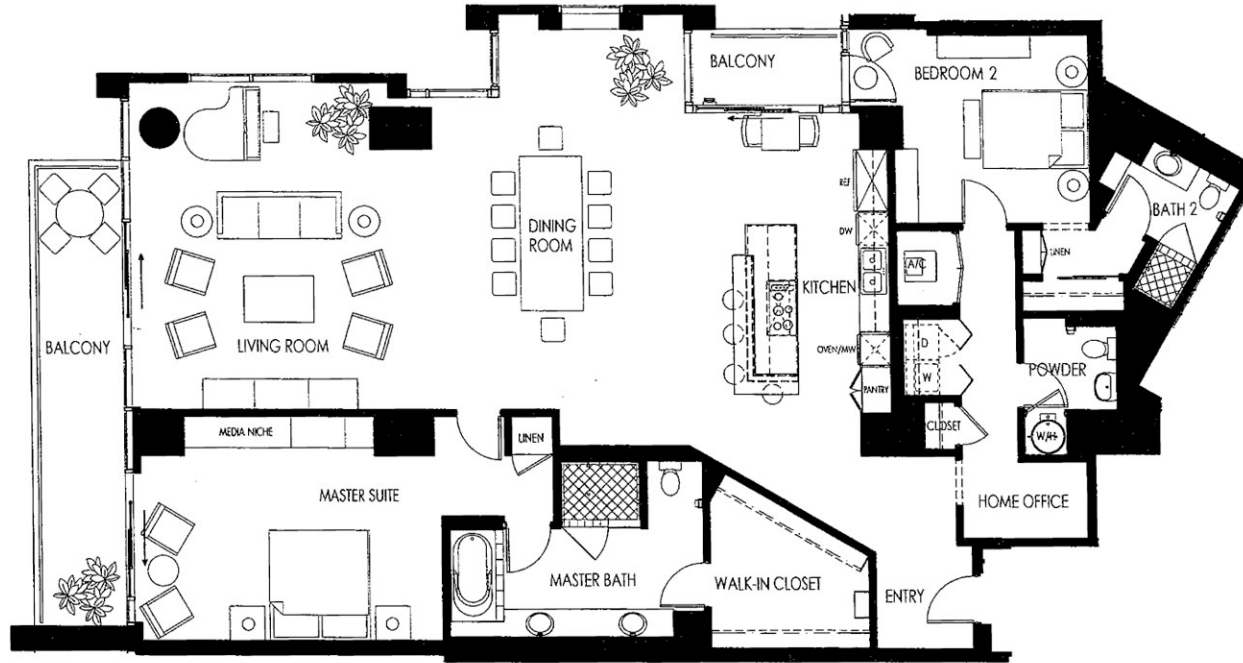 BALCONY
BEDROOM 2
REF
BATH 2
DINING
ROOM
DW
LINEN
A/C
KITCHEN
BALCONY
LIVING ROOM
D
OVEN/MW
POWDER
W
PANTRY
MEDIA NICHE
LINEN
CLOSET
W/H
MASTER SUITE
HOME OFFICE
MASTER BATH
WALK-IN CLOSET
ENTRY